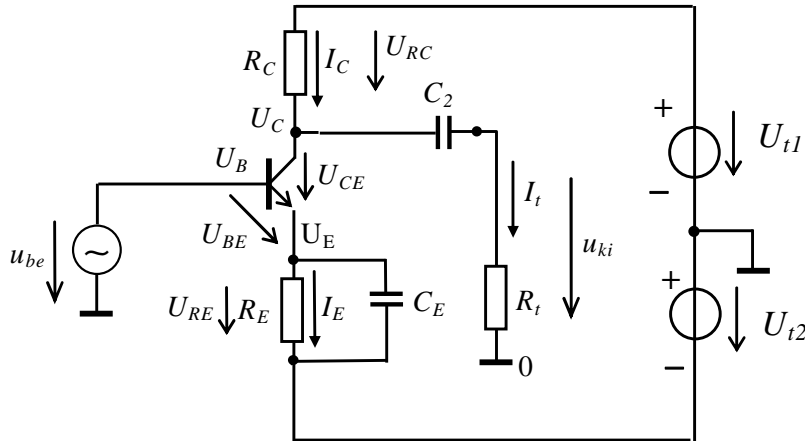 R_C
I_C
U_RC
C_2
U_C
U_B
U_CE
U_BE
U_E
u_be
~
I_t
u_ki
R_t
0
U_RE
R_E
I_E
C_E
+
U_t1
−
+
U_t2
−